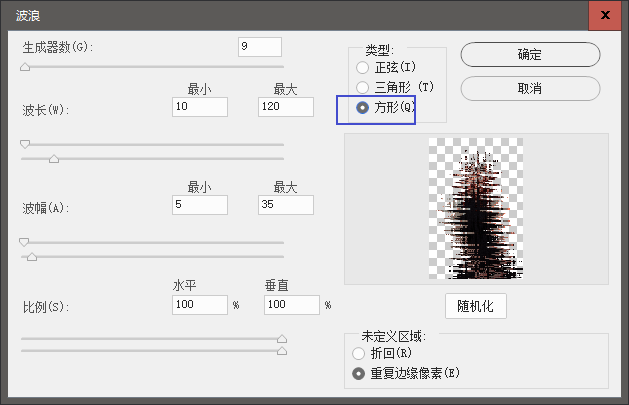 波浪
x
生成器数(G):
9
最小
最大
波长(W):
10
120
最小
最大
波幅(A):
5
35
水平
垂直
比例(S):
100
%
100
%
类型:
正弦(I)
三角形 (T)
方形(Q)
确定
取消
随机化
未定义区域:
折回(R)
重复边缘像素(E)